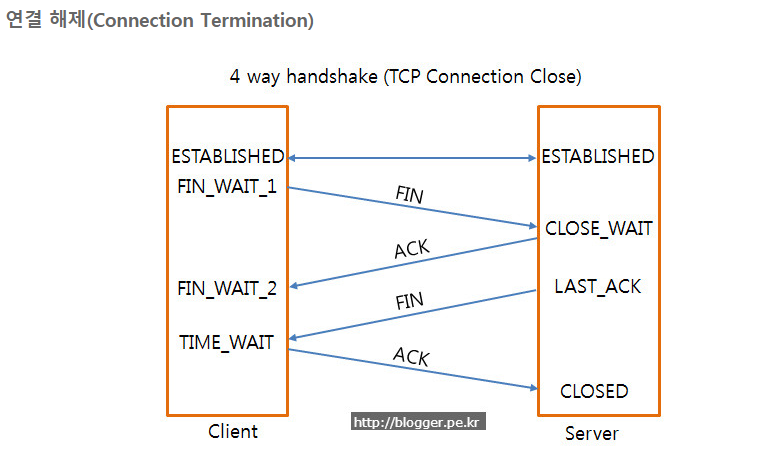 연결 해제(Connection Termination)
4 way handshake (TCP Connection Close)
ESTABLISHED
ESTABLISHED
FIN_WAIT_1
FIN
CLOSE_WAIT
ACK
FIN_WAIT_2
LAST_ACK
FIN
TIME_WAIT
ACK
CLOSED
http://blogger.pe.kr
Client
Server